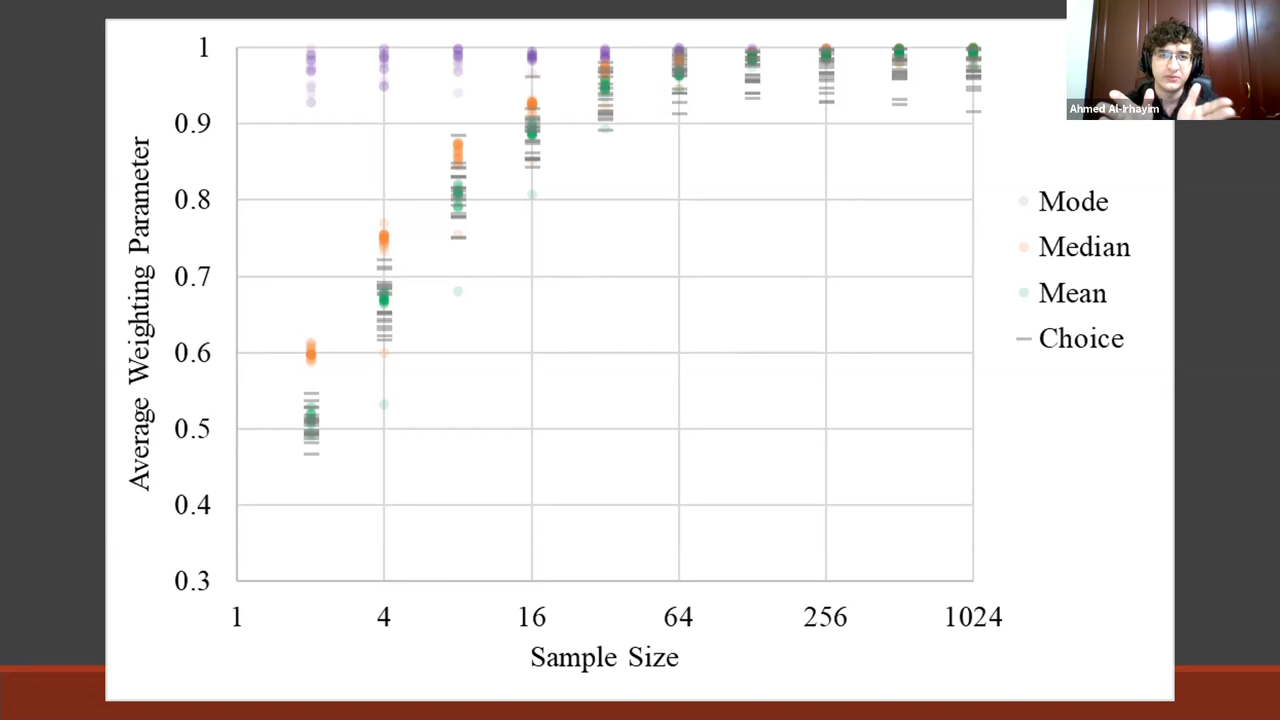 Ahmed Al-Irhayim
1
0.9
0.8
0.7
0.6
0.5
0.4
0.3
Average Weighting Parameter
1 4 16 64 256 1024
Sample Size
Mode
Median
Mean
Choice